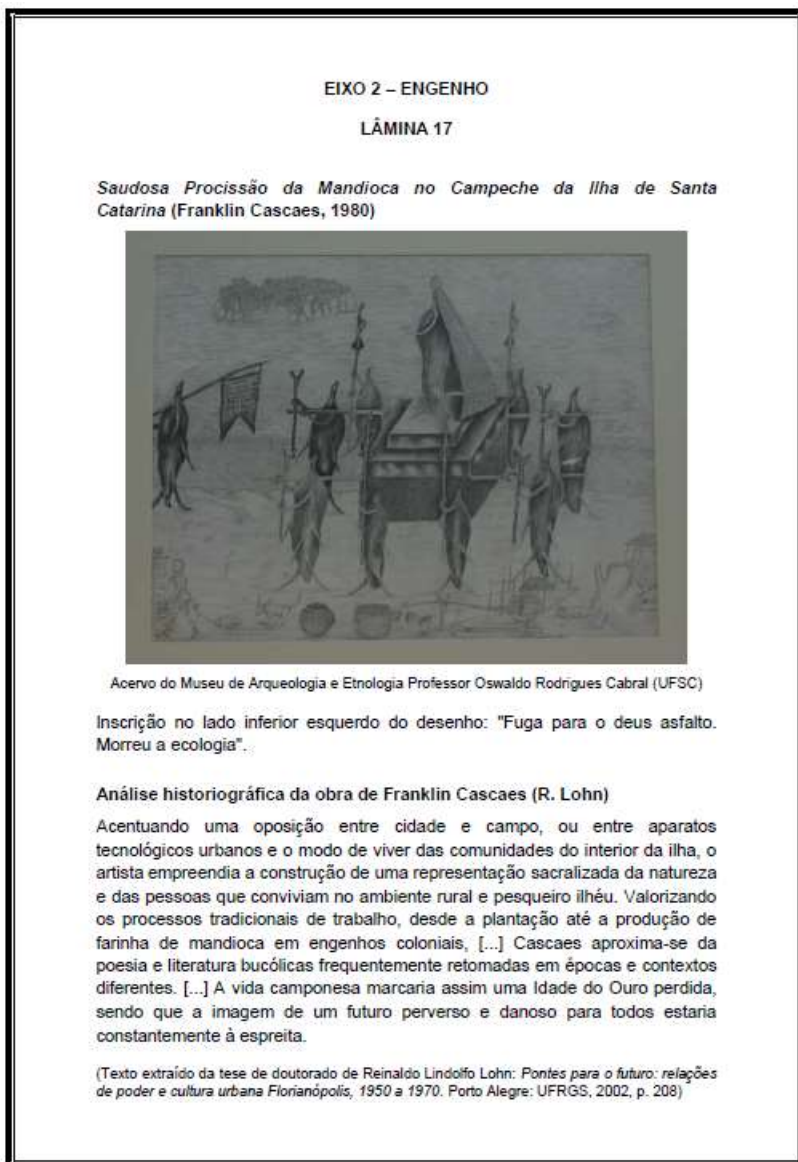 EIXO 2 – ENGENHO
LÂMINA 17
Saudosa Procissão da Mandioca no Campeche da Ilha de Santa
Catarina (Franklin Cascaes, 1980)
Acervo do Museu de Arqueologia e Etnologia Professor Oswaldo Rodrigues Cabral (UFSC)
Inscrição no lado inferior esquerdo do desenho: "Fuga para o deus asfalto.
Morreu a ecologia".
Análise historiográfica da obra de Franklin Cascaes (R. Lohn)
Acentuando uma oposição entre cidade e campo, ou entre aparatos
tecnológicos urbanos e o modo de viver das comunidades do interior da ilha, o
artista empreendia a construção de uma representação sacralizada da natureza
e das pessoas que conviviam no ambiente rural e pesqueiro ilhéu. Valorizando
os processos tradicionais de trabalho, desde a plantação até a produção de
farinha de mandioca em engenhos coloniais, [...] Cascaes aproxima-se da
poesia e literatura bucólicas frequentemente retomadas em épocas e contextos
diferentes. [...] A vida camponesa marcaria assim uma Idade do Ouro perdida,
sendo que a imagem de um futuro perverso e danoso para todos estaria
constantemente à espreita.
(Texto extraído da tese de doutorado de Reinaldo Lindolfo Lohn: Pontes para o futuro: relações
de poder e cultura urbana Florianópolis, 1950 a 1970. Porto Alegre: UFRGS, 2002, p. 208)